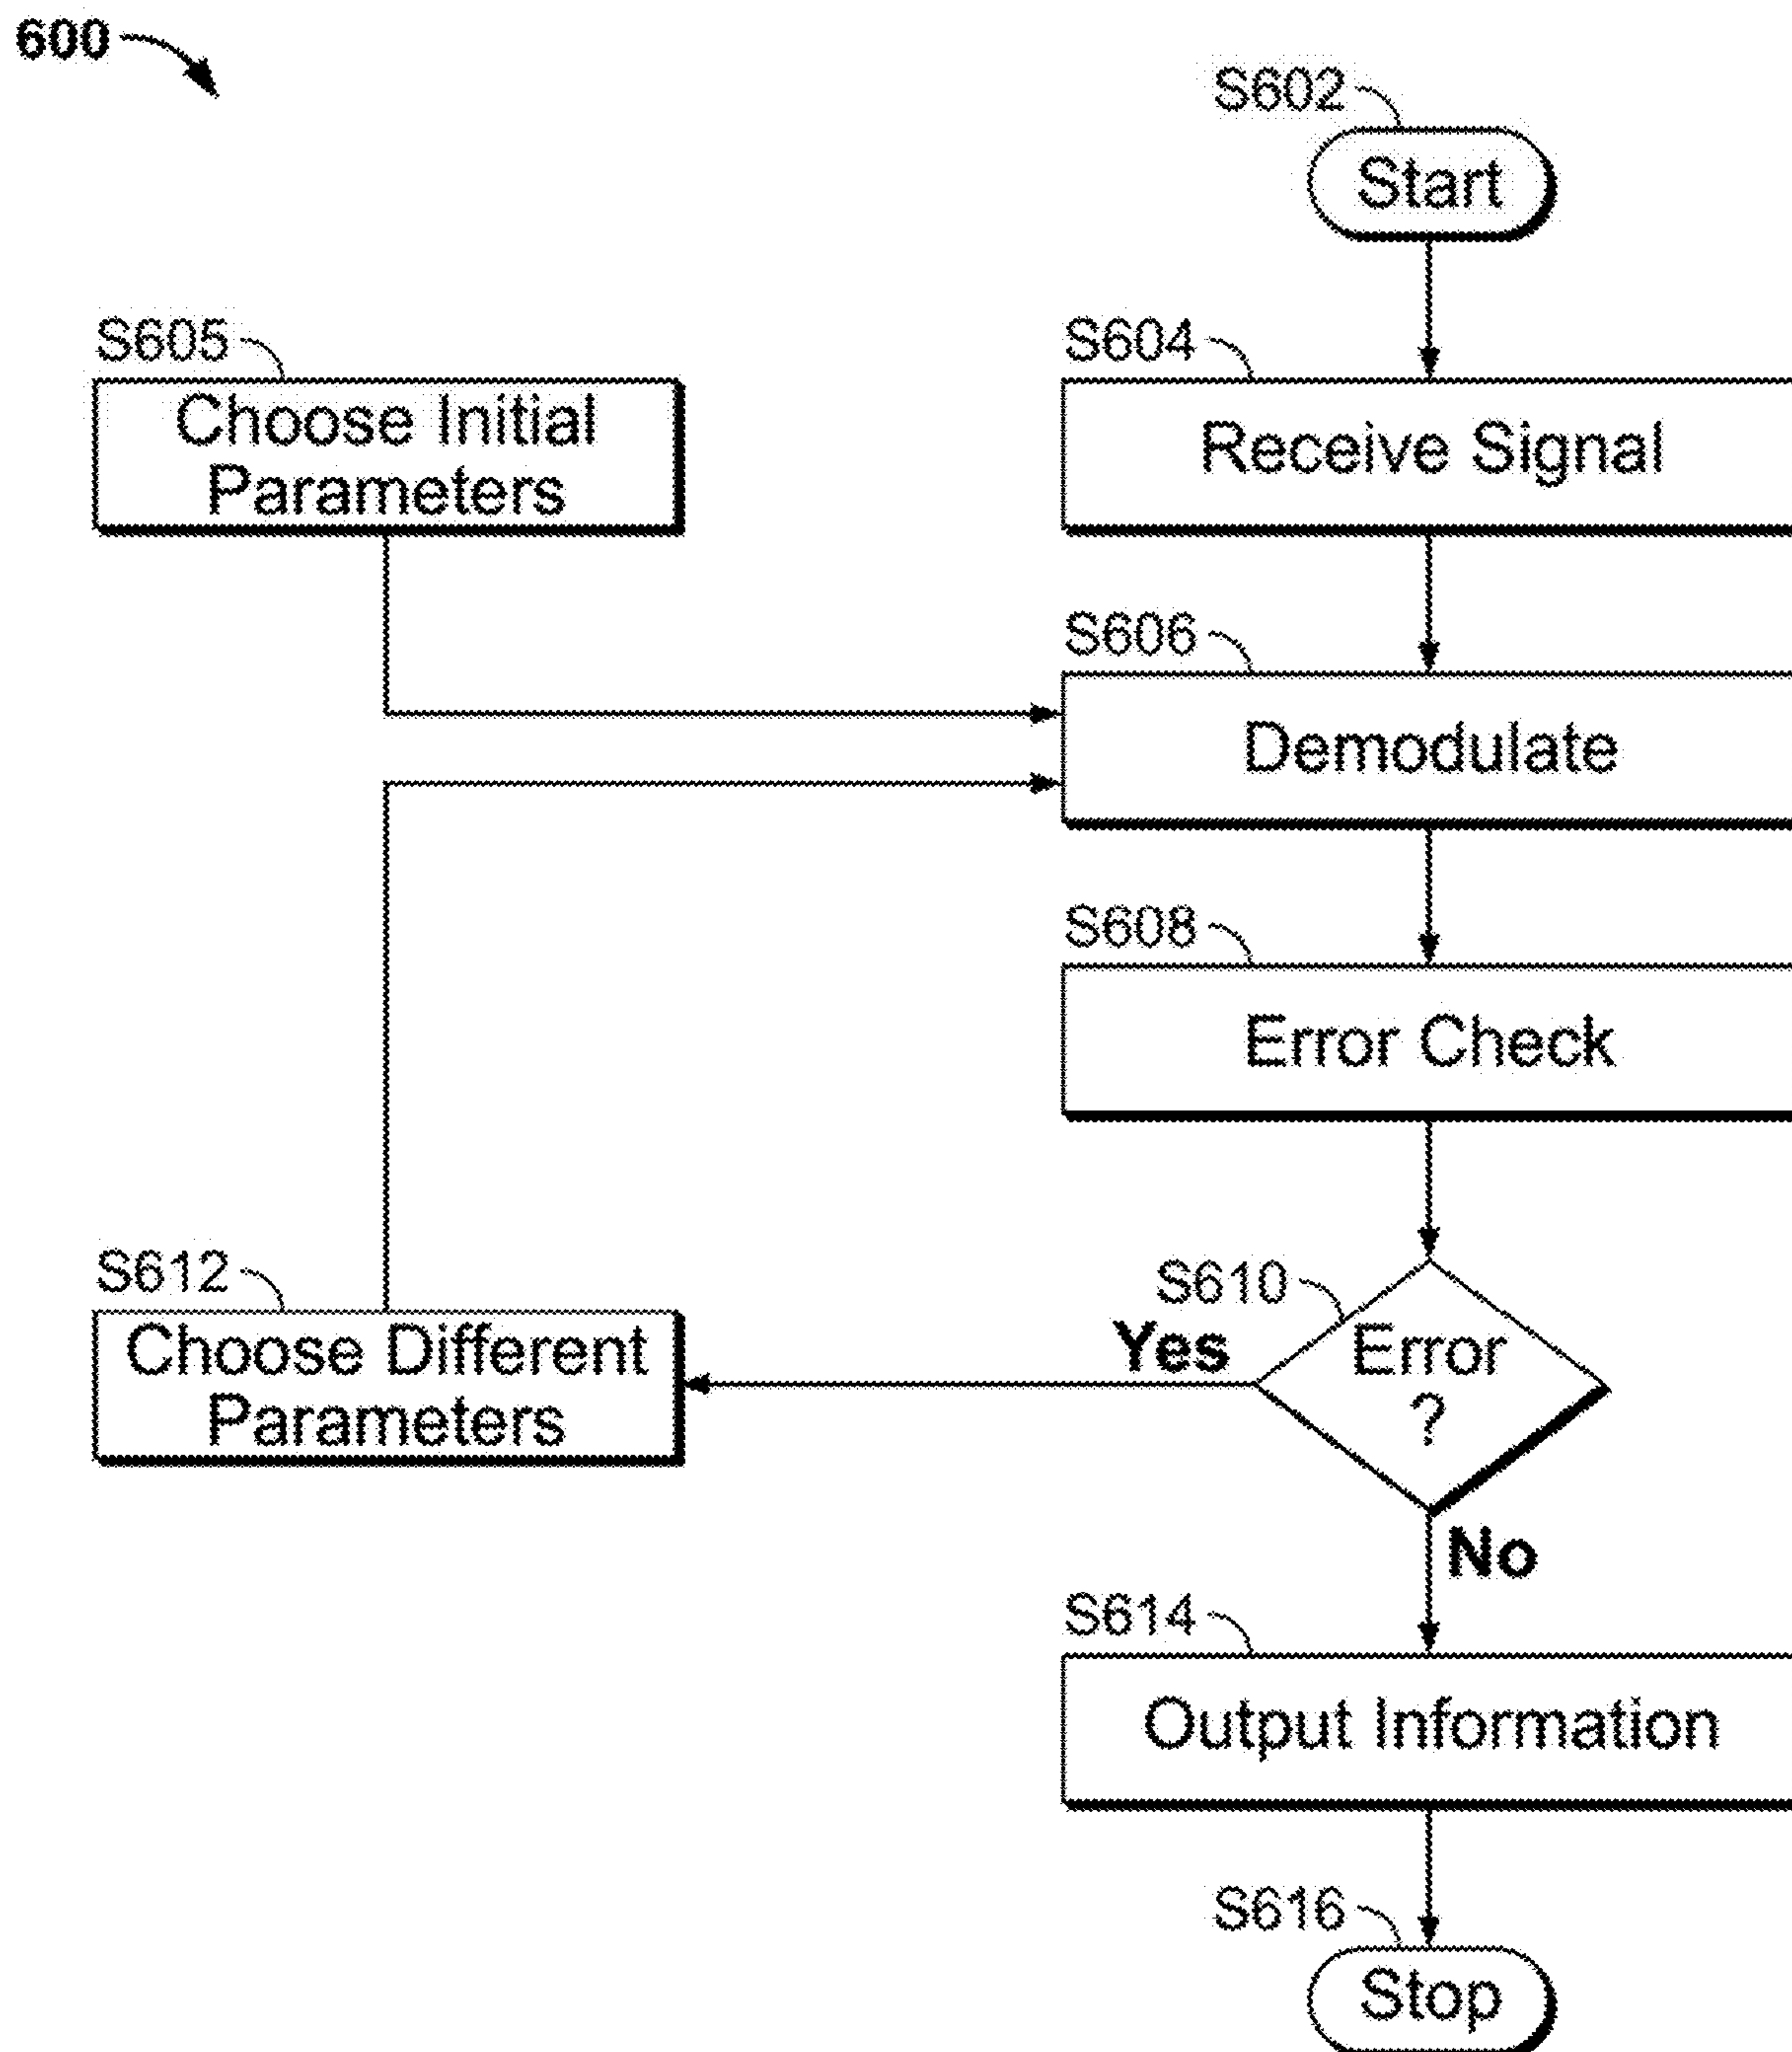 600
S602
Start
S605
Choose Initial
Parameters
S604
Receive Signal
S606
Demodulate
S608
Error Check
S612
Choose Different
Parameters
S610
Yes
Error
?
No
S614
Output Information
S616
Stop